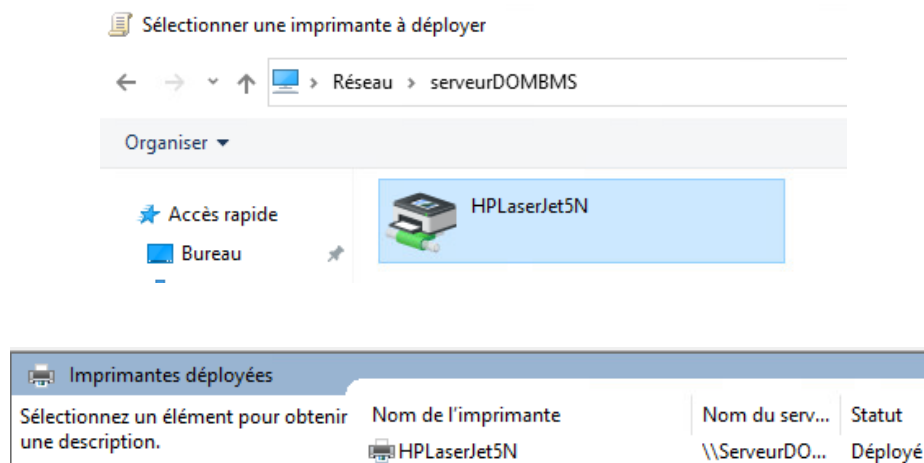 Sélectionner une imprimante à déployer
Réseau > serveurDOMBMS
Organiser
Accès rapide
HPLaserJet5N
Bureau
Imprimantes déployées
Sélectionnez un élément pour obtenir
une description.
Nom de l'imprimante Nom du serv... Statut
HPLaserJet5N \\ServeurDO... Déployé